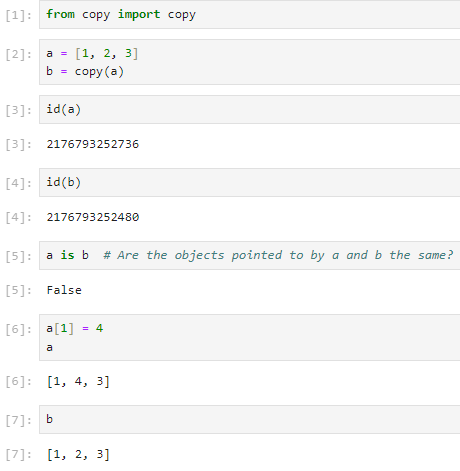 [1]: from copy import copy
[2]: a = [1, 2, 3]
b = copy(a)
[3]: id(a)
[3]: 2176793252736
[4]: id(b)
[4]: 2176793252480
[5]: a is b  # Are the objects pointed to by a and b the same?
[5]: False
[6]: a[1] = 4
a
[6]: [1, 4, 3]
[7]: b
[7]: [1, 2, 3]